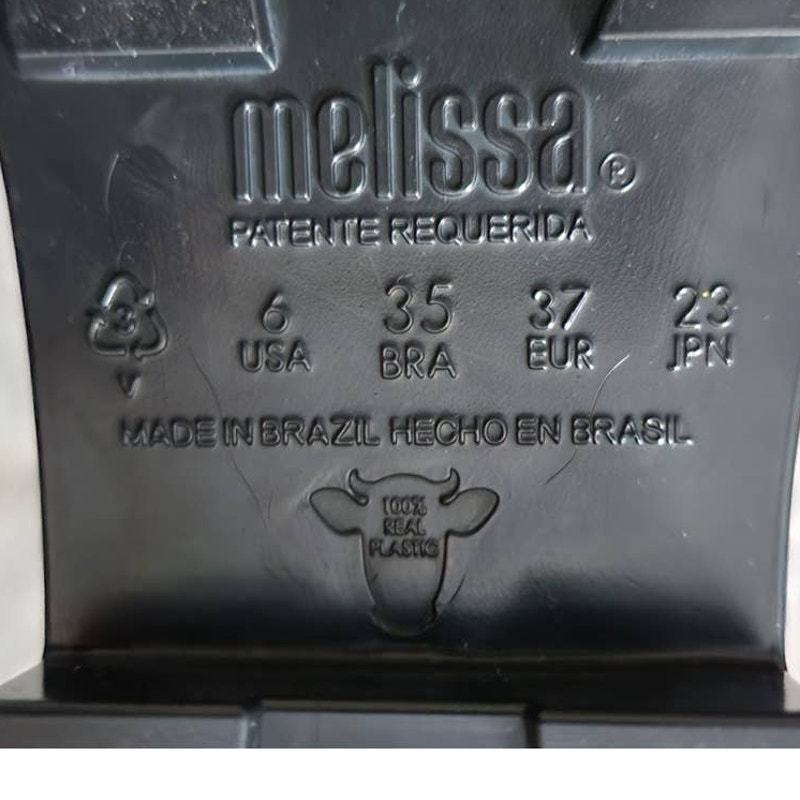 melissa®
PATENTE REQUERIDA
3 6 35 37 23
V USA BRA EUR JPN
MADE IN BRAZIL HECHO EN BRASIL
100%
REAL
PLASTIC